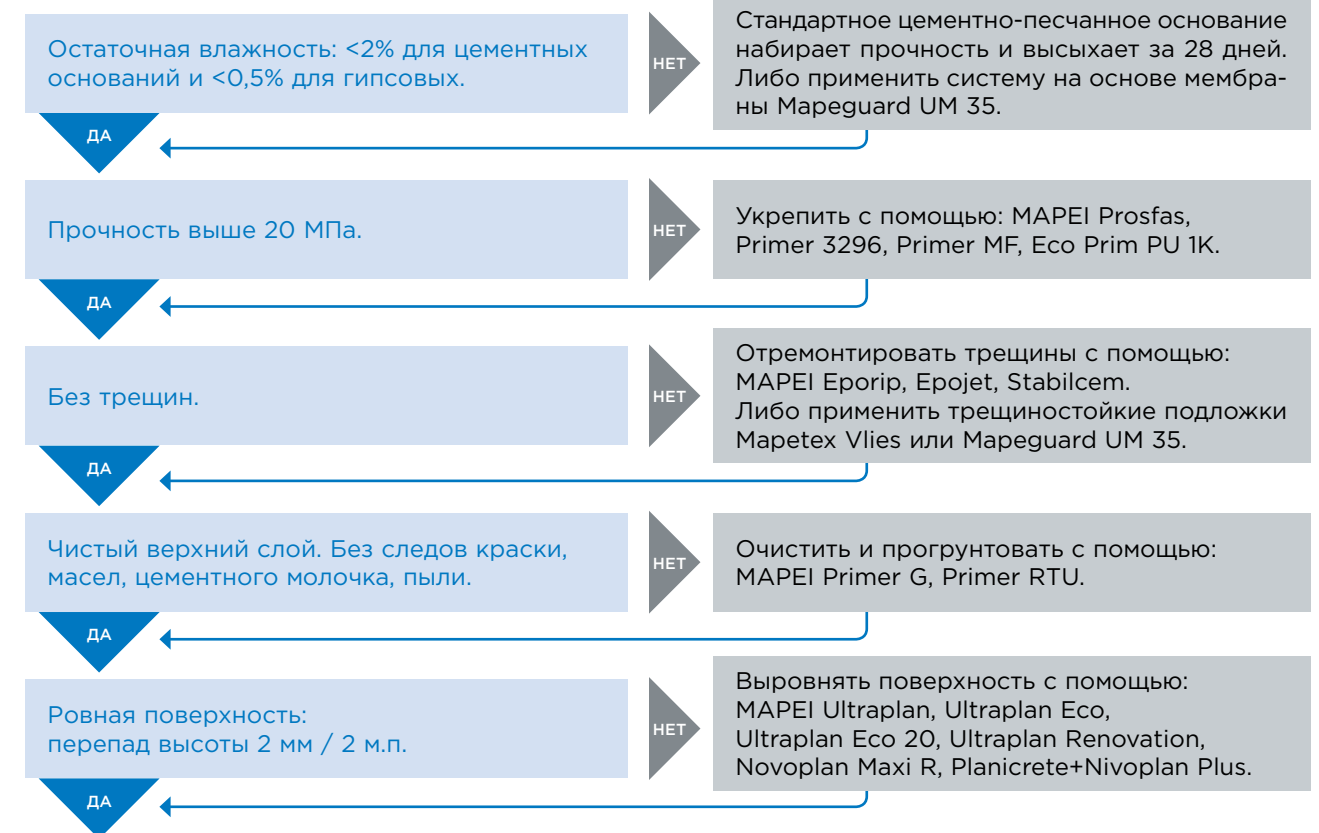 Остаточная влажность: <2% для цементных
оснований и <0,5% для гипсовых.
НЕТ
Стандартное цементно-песчанное основание
набирает прочность и высыхает за 28 дней.
Либо применить систему на основе мембра-
ны Mapeguard UM 35.
ДА
Прочность выше 20 МПа.
НЕТ
Укрепить с помощью: MAPEI Prosfas,
Primer 3296, Primer MF, Eco Prim PU 1K.
ДА
Без трещин.
НЕТ
Отремонтировать трещины с помощью:
MAPEI Eporip, Epojet, Stabilcem.
Либо применить трещиностойкие подложки
Mapetex Vlies или Mapeguard UM 35.
ДА
Чистый верхний слой. Без следов краски,
масел, цементного молочка, пыли.
НЕТ
Очистить и прогрунтовать с помощью:
MAPEI Primer G, Primer RTU.
ДА
Ровная поверхность:
перепад высоты 2 мм / 2 м.п.
НЕТ
Выровнять поверхность с помощью:
MAPEI Ultraplan, Ultraplan Eco,
Ultraplan Eco 20, Ultraplan Renovation,
Novoplan Maxi R, Planicrete+Nivoplan Plus.
ДА